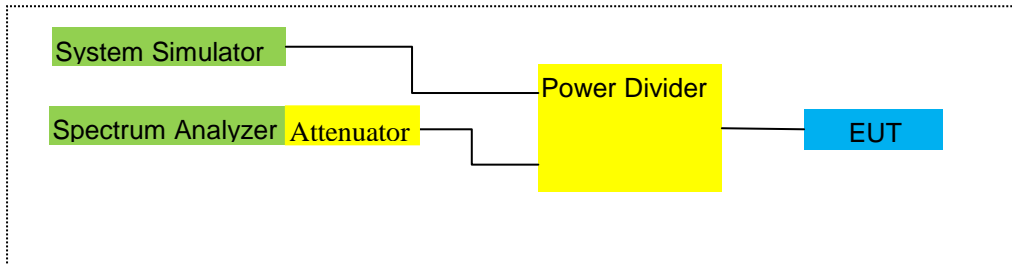 System Simulator
Power Divider
Spectrum Analyzer Attenuator
EUT